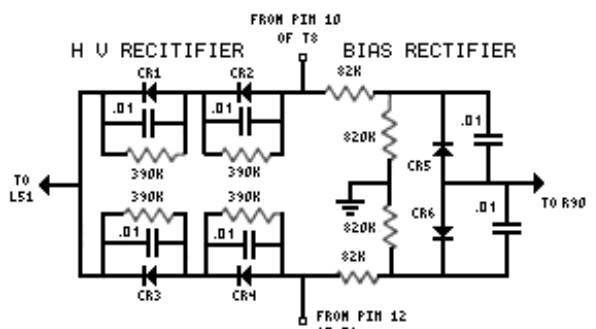 FROM PIN 10
OF T8
H V RECITIFIER
BIAS RECTIFIER
CR1
CR2
82K
.01
.01
.01
820K
390K
390K
CR5
TO
L51
390K
390K
CR6
.01
TO R90
820K
.01
.01
82K
CR3
CR4
FROM PIN 12